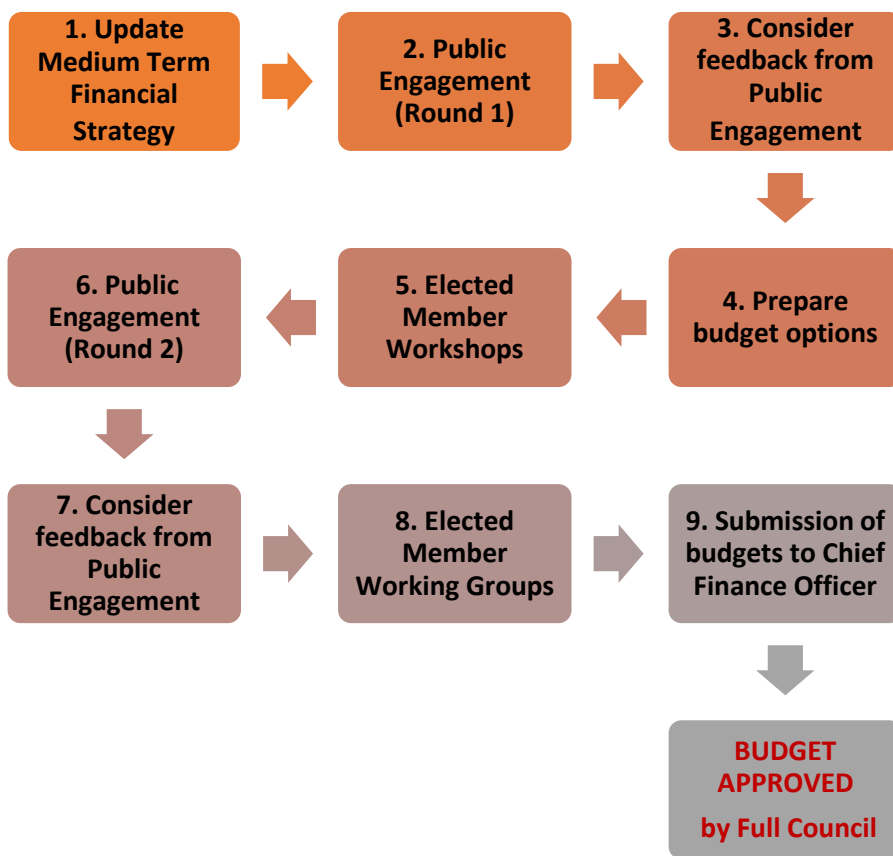 1. Update
Medium Term
Financial
Strategy
2. Public
Engagement
(Round 1)
3. Consider
feedback from
Public
Engagement
4. Prepare
budget options
5. Elected
Member
Workshops
6. Public
Engagement
(Round 2)
7. Consider
feedback from
Public
Engagement
8. Elected
Member
Working Groups
9. Submission of
budgets to Chief
Finance Officer
BUDGET
APPROVED
by Full Council